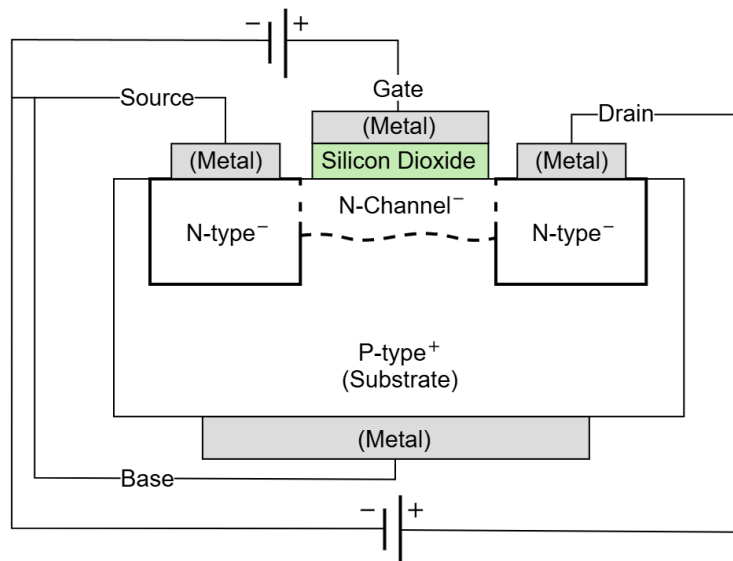 − +
Gate
Source
Drain
(Metal)
(Metal)
Silicon Dioxide
(Metal)
N-Channel⁻
N-type⁻
N-type⁻
P-type⁺
(Substrate)
(Metal)
Base
− +